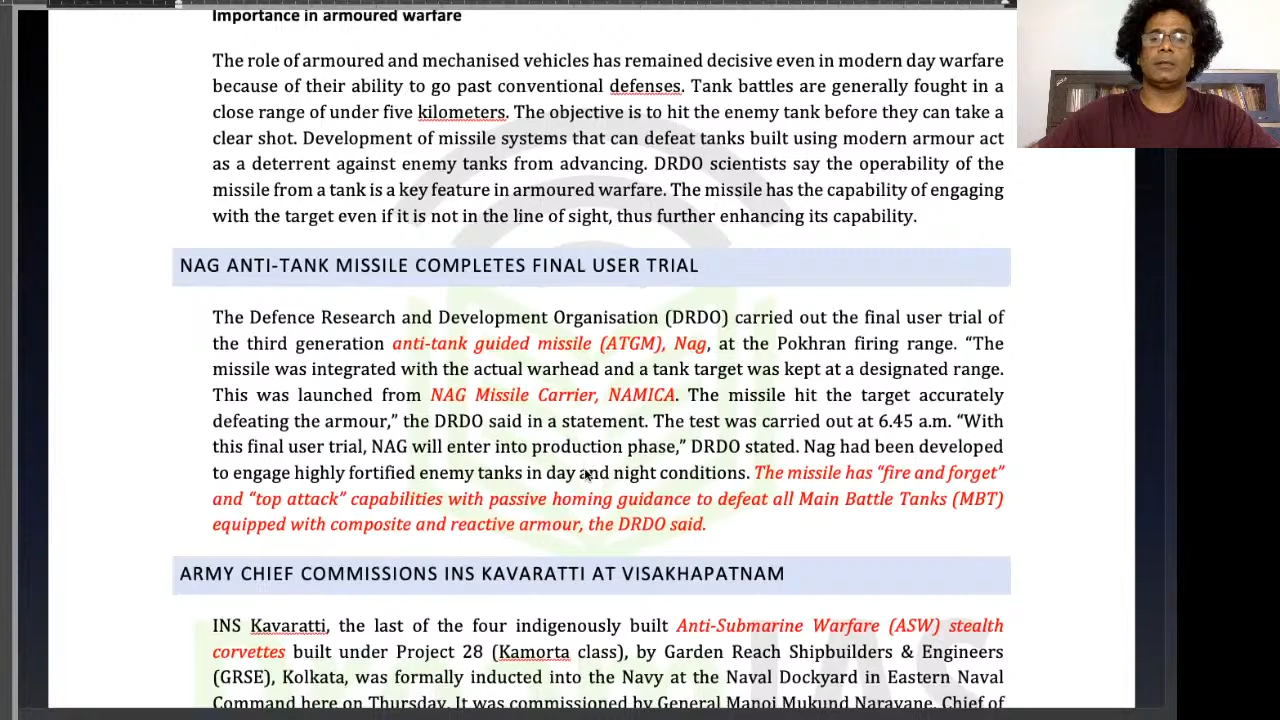 Importance in armoured warfare
The role of armoured and mechanised vehicles has remained decisive even in modern day warfare
because of their ability to go past conventional defenses. Tank battles are generally fought in a
close range of under five kilometers. The objective is to hit the enemy tank before they can take a
clear shot. Development of missile systems that can defeat tanks built using modern armour act
as a deterrent against enemy tanks from advancing. DRDO scientists say the operability of the
missile from a tank is a key feature in armoured warfare. The missile has the capability of engaging
with the target even if it is not in the line of sight, thus further enhancing its capability.
NAG ANTI-TANK MISSILE COMPLETES FINAL USER TRIAL
The Defence Research and Development Organisation (DRDO) carried out the final user trial of
the third generation anti-tank guided missile (ATGM), Nag, at the Pokhran firing range. “The
missile was integrated with the actual warhead and a tank target was kept at a designated range.
This was launched from NAG Missile Carrier, NAMICA. The missile hit the target accurately
defeating the armour,” the DRDO said in a statement. The test was carried out at 6.45 a.m. “With
this final user trial, NAG will enter into production phase,” DRDO stated. Nag had been developed
to engage highly fortified enemy tanks in day and night conditions. The missile has “fire and forget”
and “top attack” capabilities with passive homing guidance to defeat all Main Battle Tanks (MBT)
equipped with composite and reactive armour, the DRDO said.
ARMY CHIEF COMMISSIONS INS KAVARATTI AT VISAKHAPATNAM
INS Kavaratti, the last of the four indigenously built Anti-Submarine Warfare (ASW) stealth
corvettes built under Project 28 (Kamorta class), by Garden Reach Shipbuilders & Engineers
(GRSE), Kolkata, was formally inducted into the Navy at the Naval Dockyard in Eastern Naval
Command here on Thursday. It was commissioned by General Manoj Mukund Naravane, Chief of